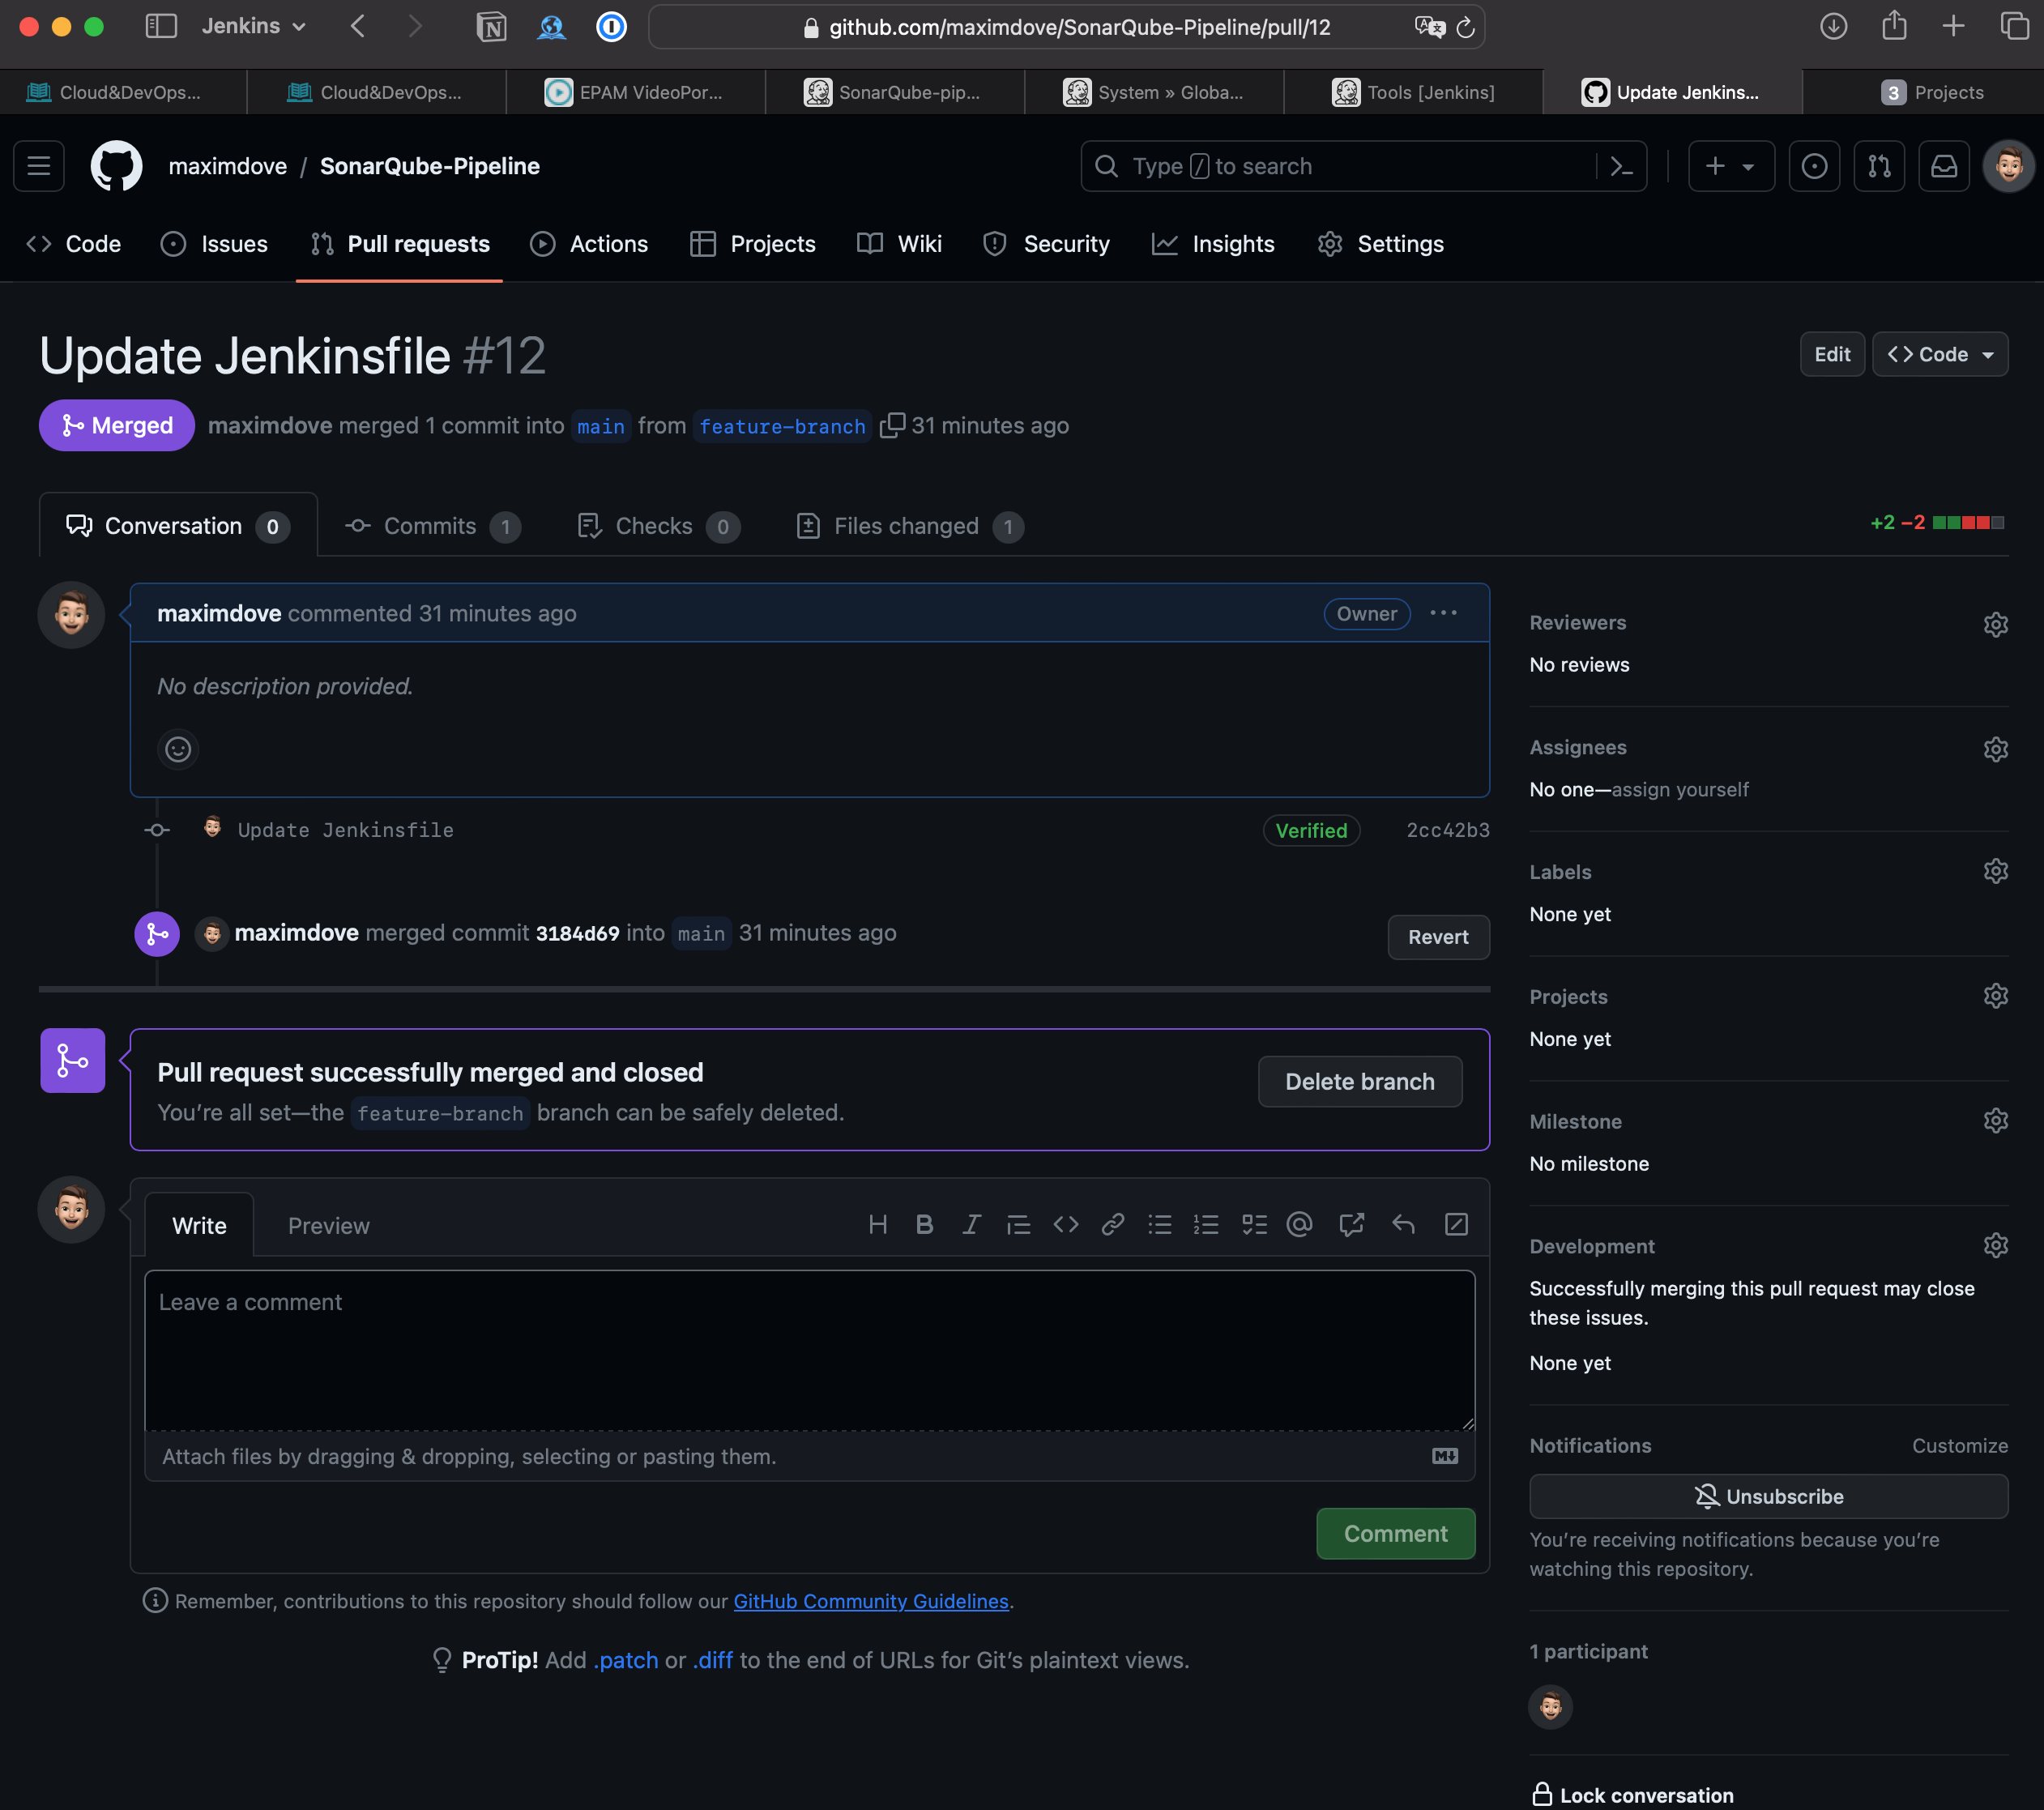 Jenkins
github.com/maximdove/SonarQube-Pipeline/pull/12
Cloud&DevOps...
Cloud&DevOps...
EPAM VideoPor...
SonarQube-pip...
System » Globa...
Tools [Jenkins]
Update Jenkins...
3 Projects
maximdove / SonarQube-Pipeline
Type / to search
Code
Issues
Pull requests
Actions
Projects
Wiki
Security
Insights
Settings
Update Jenkinsfile #12
Edit
Code
Merged
maximdove merged 1 commit into main from feature-branch 31 minutes ago
Conversation 0
Commits 1
Checks 0
Files changed 1
+2 −2
maximdove commented 31 minutes ago
Owner
No description provided.
Update Jenkinsfile
Verified
2cc42b3
maximdove merged commit 3184d69 into main 31 minutes ago
Revert
Pull request successfully merged and closed
You’re all set—the feature-branch branch can be safely deleted.
Delete branch
Write
Preview
Leave a comment
Attach files by dragging & dropping, selecting or pasting them.
Comment
Remember, contributions to this repository should follow our GitHub Community Guidelines.
ProTip! Add .patch or .diff to the end of URLs for Git’s plaintext views.
Reviewers
No reviews
Assignees
No one—assign yourself
Labels
None yet
Projects
None yet
Milestone
No milestone
Development
Successfully merging this pull request may close
these issues.
None yet
Notifications
Customize
Unsubscribe
You’re receiving notifications because you’re
watching this repository.
1 participant
Lock conversation